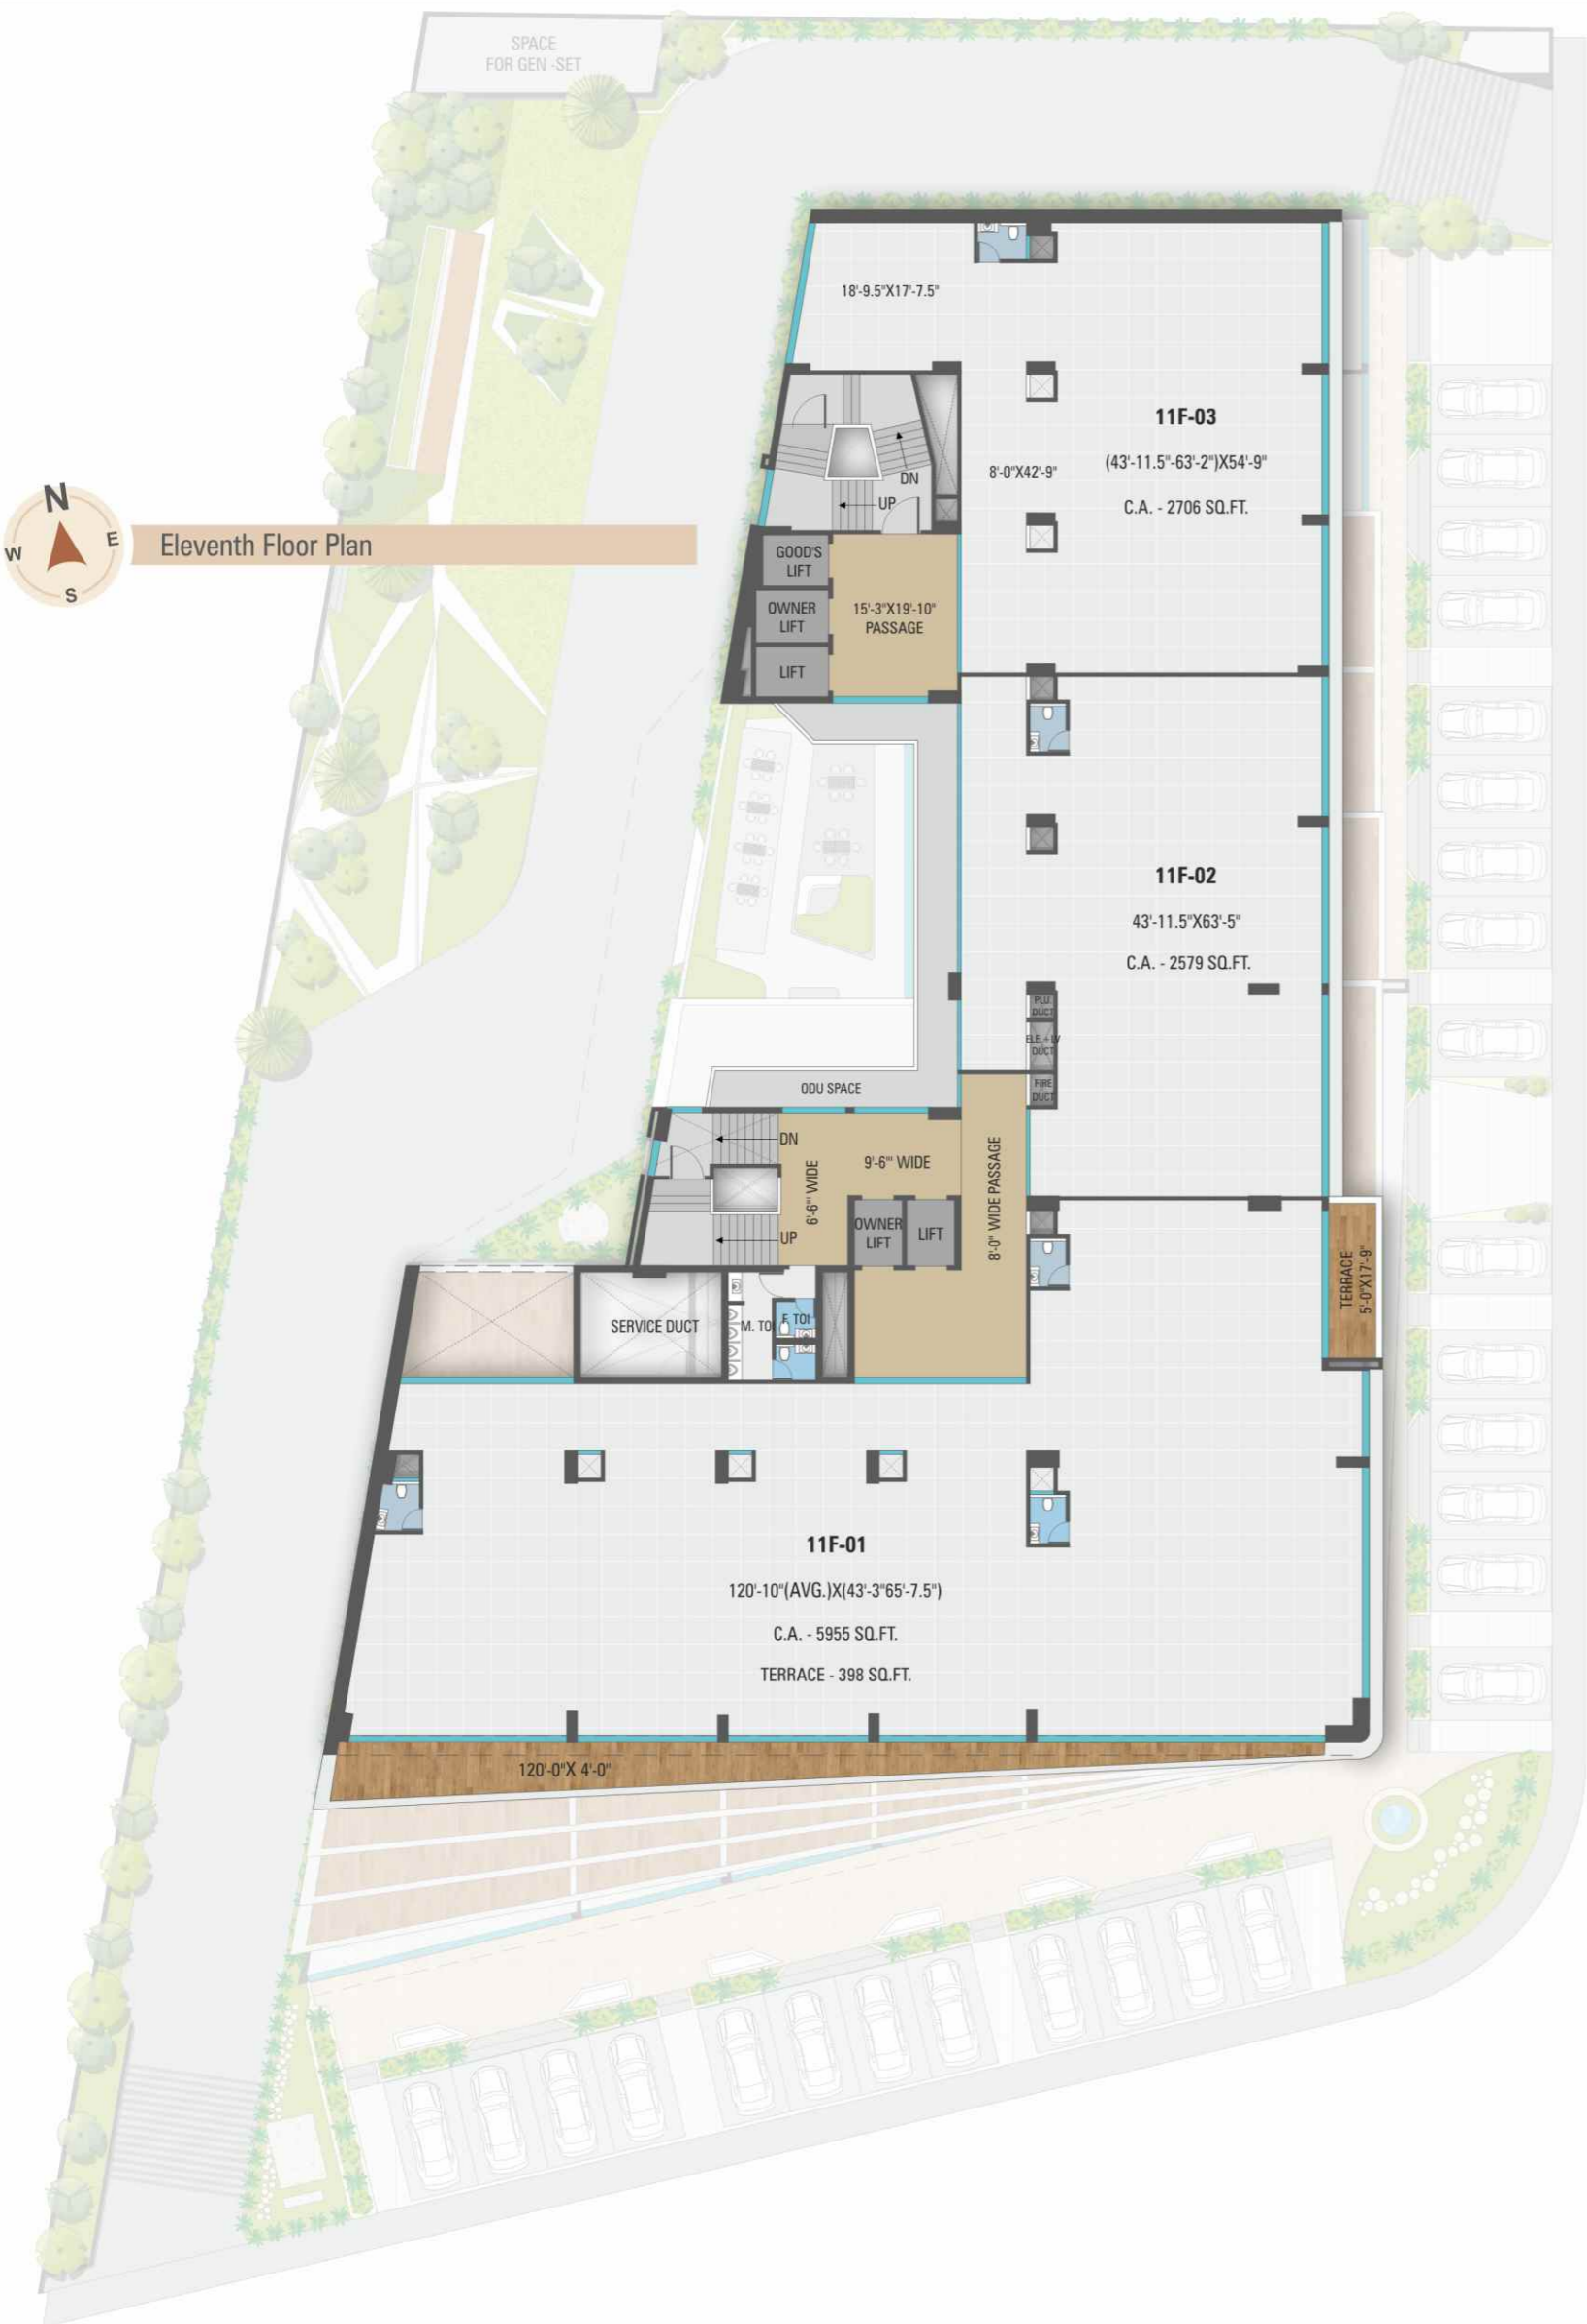 SPACE
FOR GEN -SET
N
W
E
S
Eleventh Floor Plan
18'-9.5"X17'-7.5"
11F-03
(43'-11.5"-63'-2")X54'-9"
C.A. - 2706 SQ.FT.
8'-0"X42'-9"
DN
UP
GOOD'S
LIFT
OWNER
LIFT
LIFT
15'-3"X19'-10"
PASSAGE
11F-02
43'-11.5"X63'-5"
C.A. - 2579 SQ.FT.
PLU.
DUCT
ELE.+LV
DUCT
FIRE
DUCT
ODU SPACE
DN
UP
6'-6"' WIDE
9'-6"' WIDE
8'-0" WIDE PASSAGE
OWNER
LIFT
LIFT
TERRACE
5'-0"X17'-9"
SERVICE DUCT
M. TOI
F. TOI
11F-01
120'-10"(AVG.)X(43'-3"65'-7.5")
C.A. - 5955 SQ.FT.
TERRACE - 398 SQ.FT.
120'-0"X 4'-0"